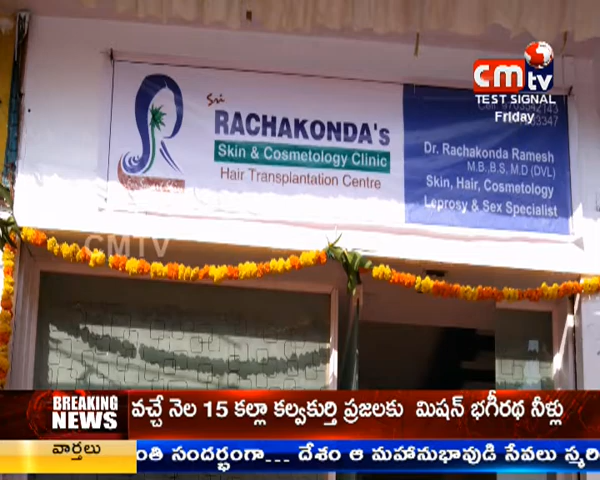 cmtv
TEST SIGNAL
Friday
Sri
RACHAKONDA's
Skin & Cosmetology Clinic
Hair Transplantation Centre
Dr. Rachakonda Ramesh
M.B.,B.S, M.D (DVL)
Skin, Hair, Cosmetology
Leprosy & Sex Specialist
CMTV
BREAKING NEWS వచ్చే నెల 15 కల్లా కల్వకుర్తి ప్రజలకు మిషన్ భగీరథ నీళ్లు
వార్తలు సందర్భంగా... దేశం ఆ మహానుభావుడి సేవలు